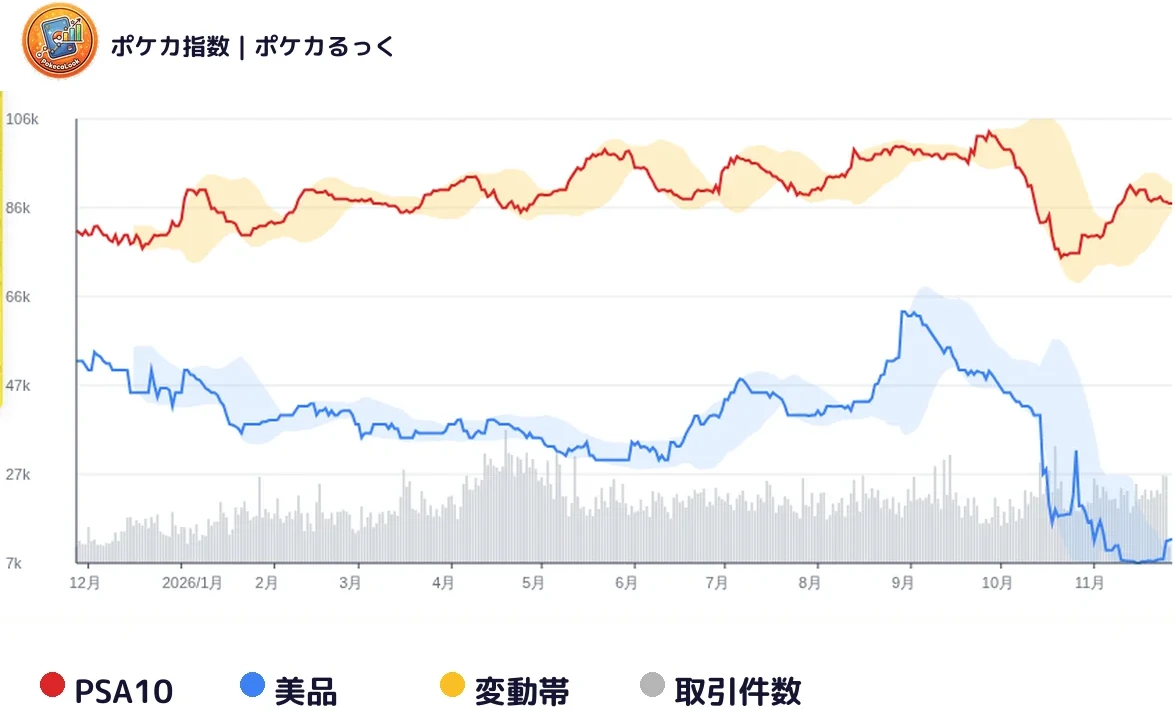 PokecaLook
ポケカ指数 | ポケカるっく
106k
86k
66k
47k
27k
7k
12月 2026/1月 2月 3月 4月 5月 6月 7月 8月 9月 10月 11月
PSA10 美品 変動帯 取引件数